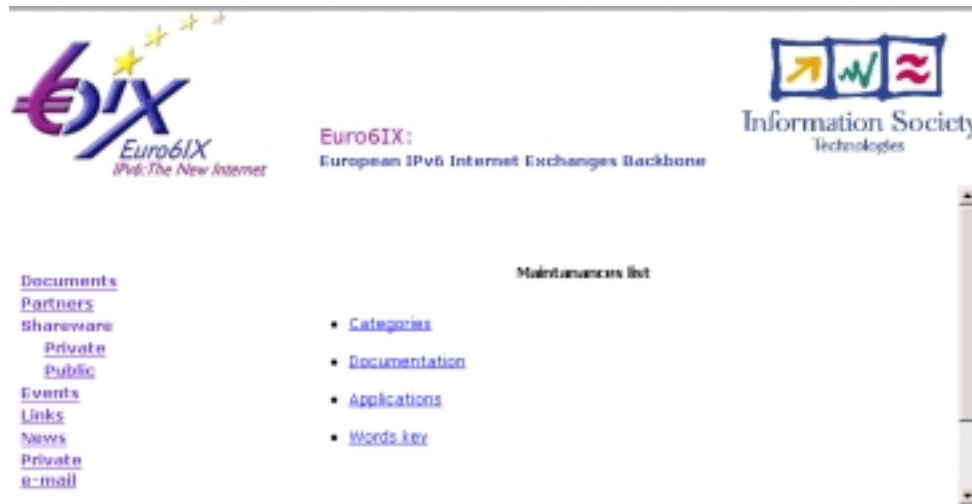 6IX
Euro6IX
IPv6:The New Internet
Euro6IX:
European IPv6 Internet Exchanges Backbone
Information Society
Technologies
Documents
Partners
Shareware
Private
Public
Events
Links
News
Private
e-mail
Maintanances list
Categories
Documentation
Applications
Words key